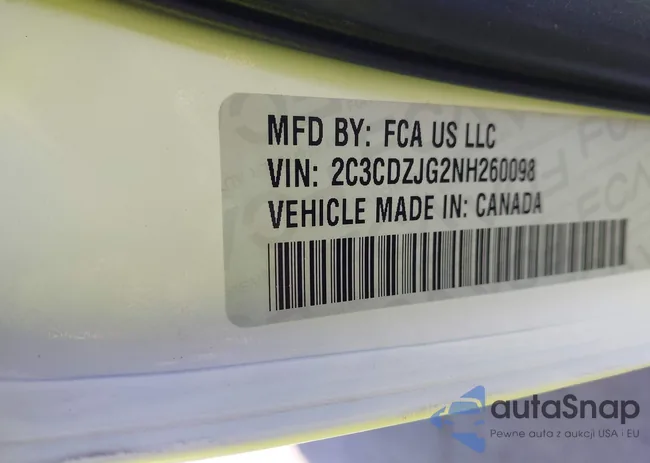 MFD BY: FCA US LLC
VIN: 2C3CDZJG2NH260098
VEHICLE MADE IN: CANADA
autaSnap
Pewne auta z aukcji USA · EU